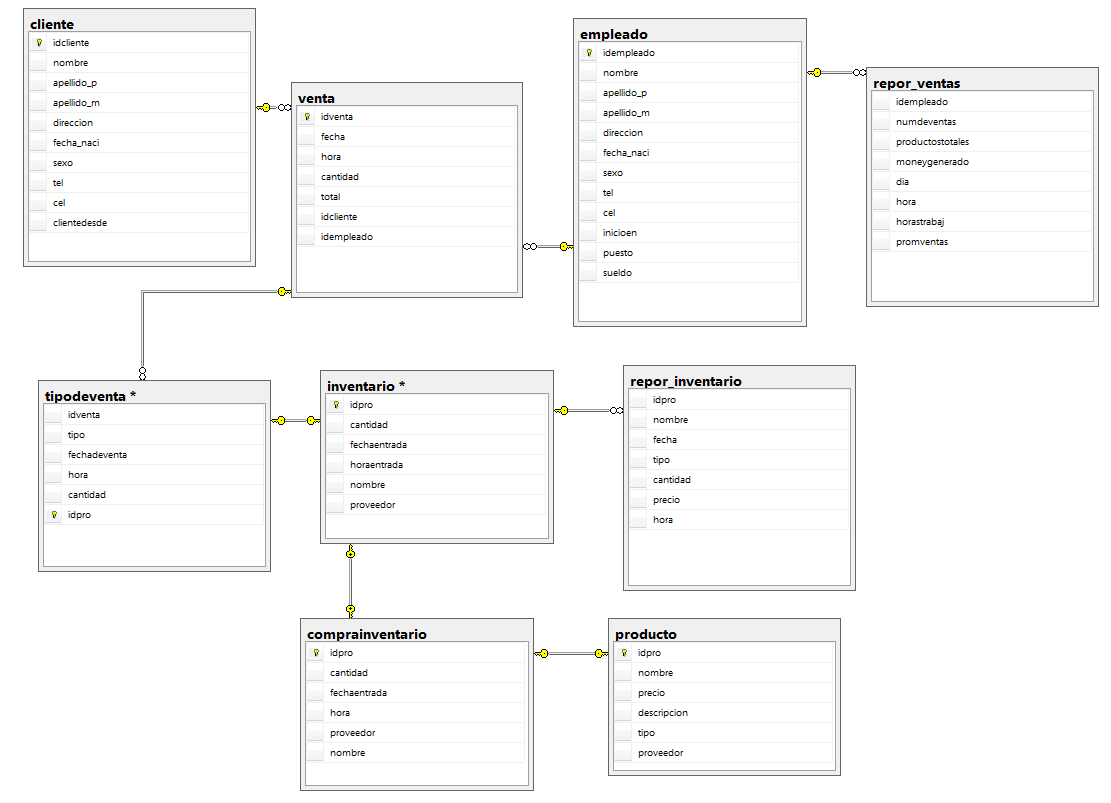 cliente
idcliente
nombre
apellido_p
apellido_m
direccion
fecha_naci
sexo
tel
cel
clientedesde
venta
idventa
fecha
hora
cantidad
total
idcliente
idempleado
empleado
idempleado
nombre
apellido_p
apellido_m
direccion
fecha_naci
sexo
tel
cel
inicioen
puesto
sueldo
repor_ventas
idempleado
numdeventas
productostotales
moneygenerado
dia
hora
horastrabaj
promventas
tipodeventa *
idventa
tipo
fechadeventa
hora
cantidad
idpro
inventario *
idpro
cantidad
fechaentrada
horaentrada
nombre
proveedor
repor_inventario
idpro
nombre
fecha
tipo
cantidad
precio
hora
comprainventario
idpro
cantidad
fechaentrada
hora
proveedor
nombre
producto
idpro
nombre
precio
descripcion
tipo
proveedor